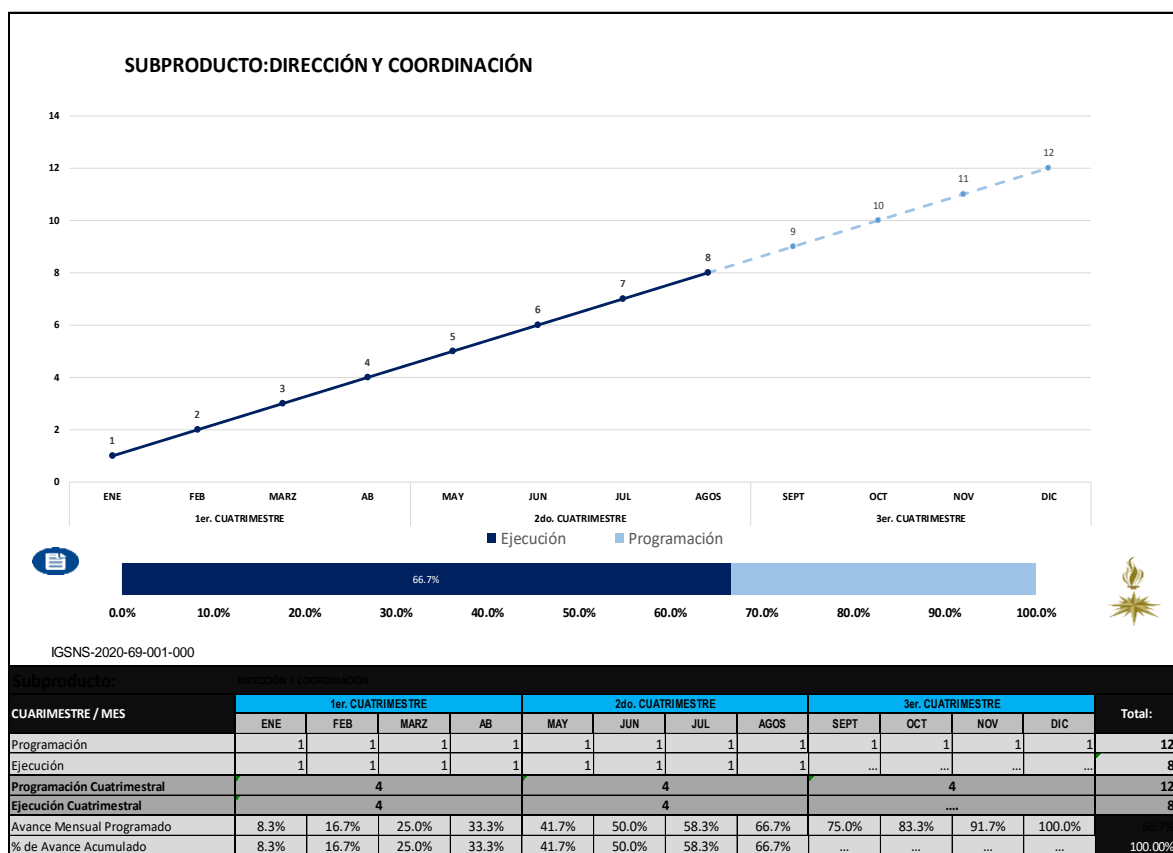 SUBPRODUCTO:DIRECCIÓN Y COORDINACIÓN
14
12
10
8
6
4
2
0
1
2
3
4
5
6
7
8
9
10
11
12
ENE FEB MARZ AB MAY JUN JUL AGOS SEPT OCT NOV DIC
1er. CUATRIMESTRE 2do. CUATRIMESTRE 3er. CUATRIMESTRE
Ejecución Programación
66.7%
0.0% 10.0% 20.0% 30.0% 40.0% 50.0% 60.0% 70.0% 80.0% 90.0% 100.0%
IGSNS-2020-69-001-000
Subproducto: DIRECCIÓN Y COORDINACIÓN
CUARIMESTRE / MES 1er. CUATRIMESTRE 2do. CUATRIMESTRE 3er. CUATRIMESTRE Total:
ENE FEB MARZ AB MAY JUN JUL AGOS SEPT OCT NOV DIC
Programación 1 1 1 1 1 1 1 1 1 1 1 1 12
Ejecución 1 1 1 1 1 1 1 1 ... ... ... ... 8
Programación Cuatrimestral 4 4 4 12
Ejecución Cuatrimestral 4 4 .... 8
Avance Mensual Programado 8.3% 16.7% 25.0% 33.3% 41.7% 50.0% 58.3% 66.7% 75.0% 83.3% 91.7% 100.0% 66.7%
% de Avance Acumulado 8.3% 16.7% 25.0% 33.3% 41.7% 50.0% 58.3% 66.7% ... ... ... ... 100.00%